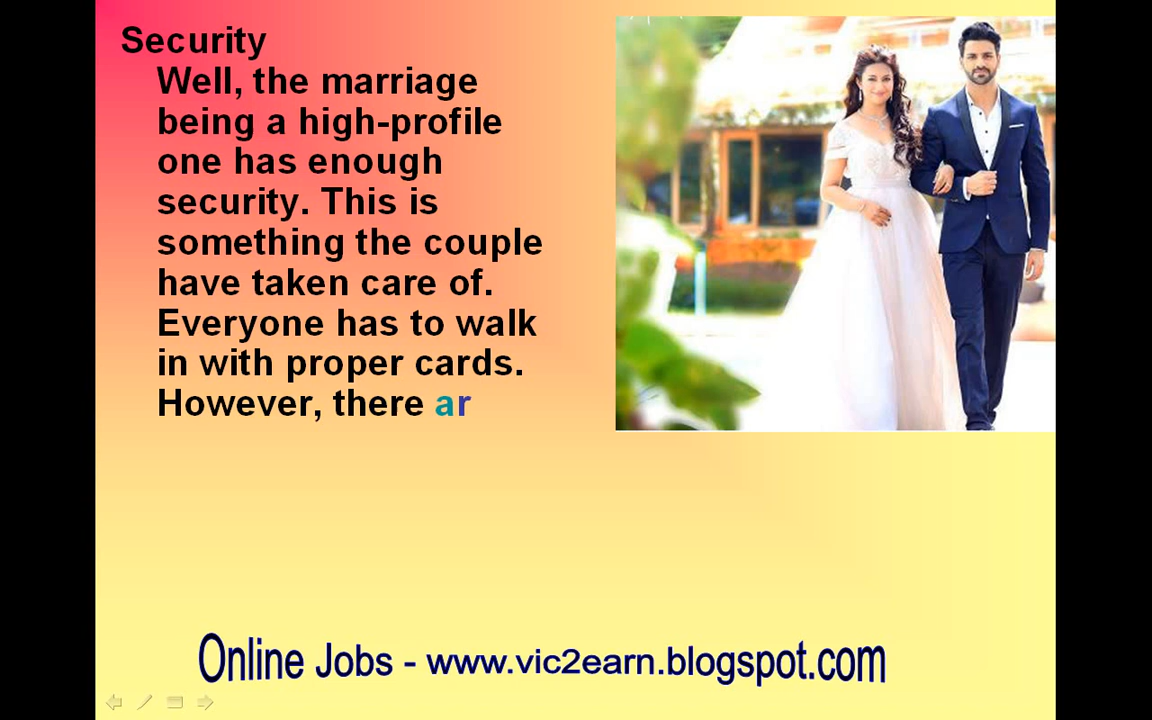 Security
Well, the marriage
being a high-profile
one has enough
security. This is
something the couple
have taken care of.
Everyone has to walk
in with proper cards.
However, there ar
Online Jobs - www.vic2earn.blogspot.com